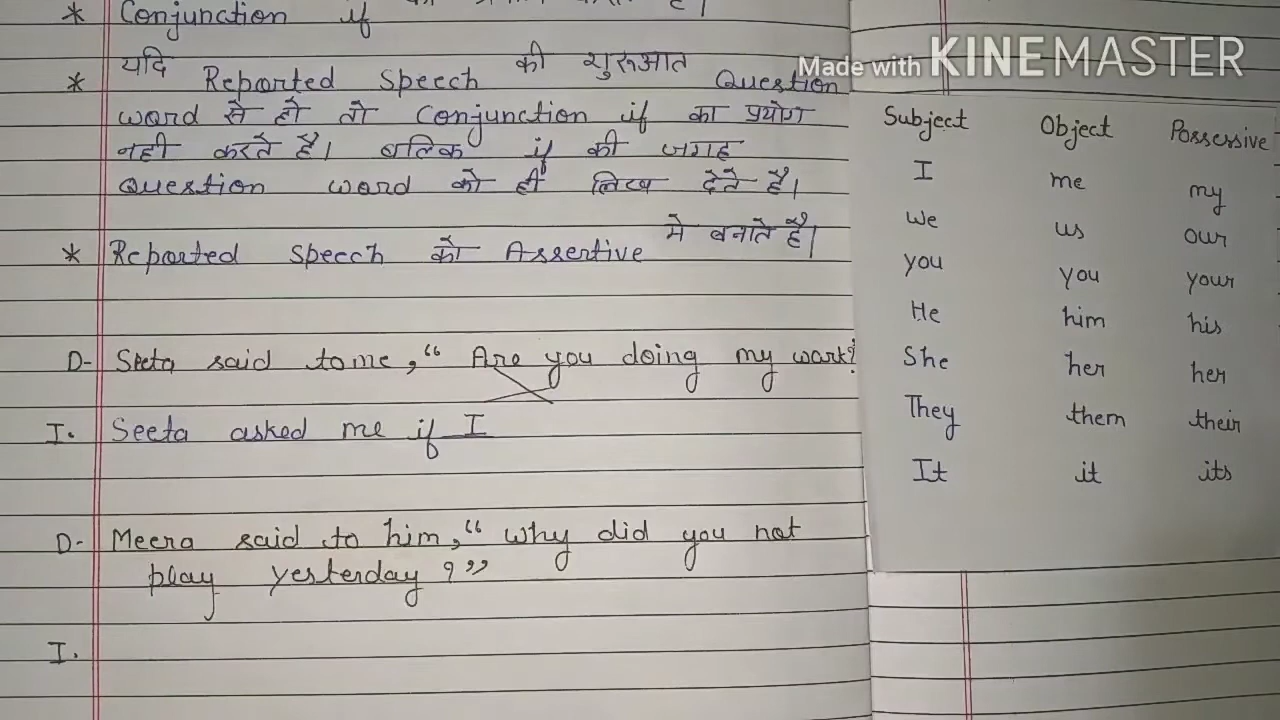 * Conjunction if का
* यदि Reported Speech की शुरूआत Question
word से हो तो Conjunction if का प्रयोग
नही करते है। बल्कि if की जगह
Question word को ही लिख देते है।
* Reported Speech को Assertive में बनाते है।
D- Seeta said to me, “ Are you doing my work?
I. Seeta asked me if I
D- Meera said to him, “ Why did you not
play yesterday ?”
I.
Made with KINEMASTER
Subject Object Possessive
I me my
We us our
you you your
He him his
She her her
They them their
It it its